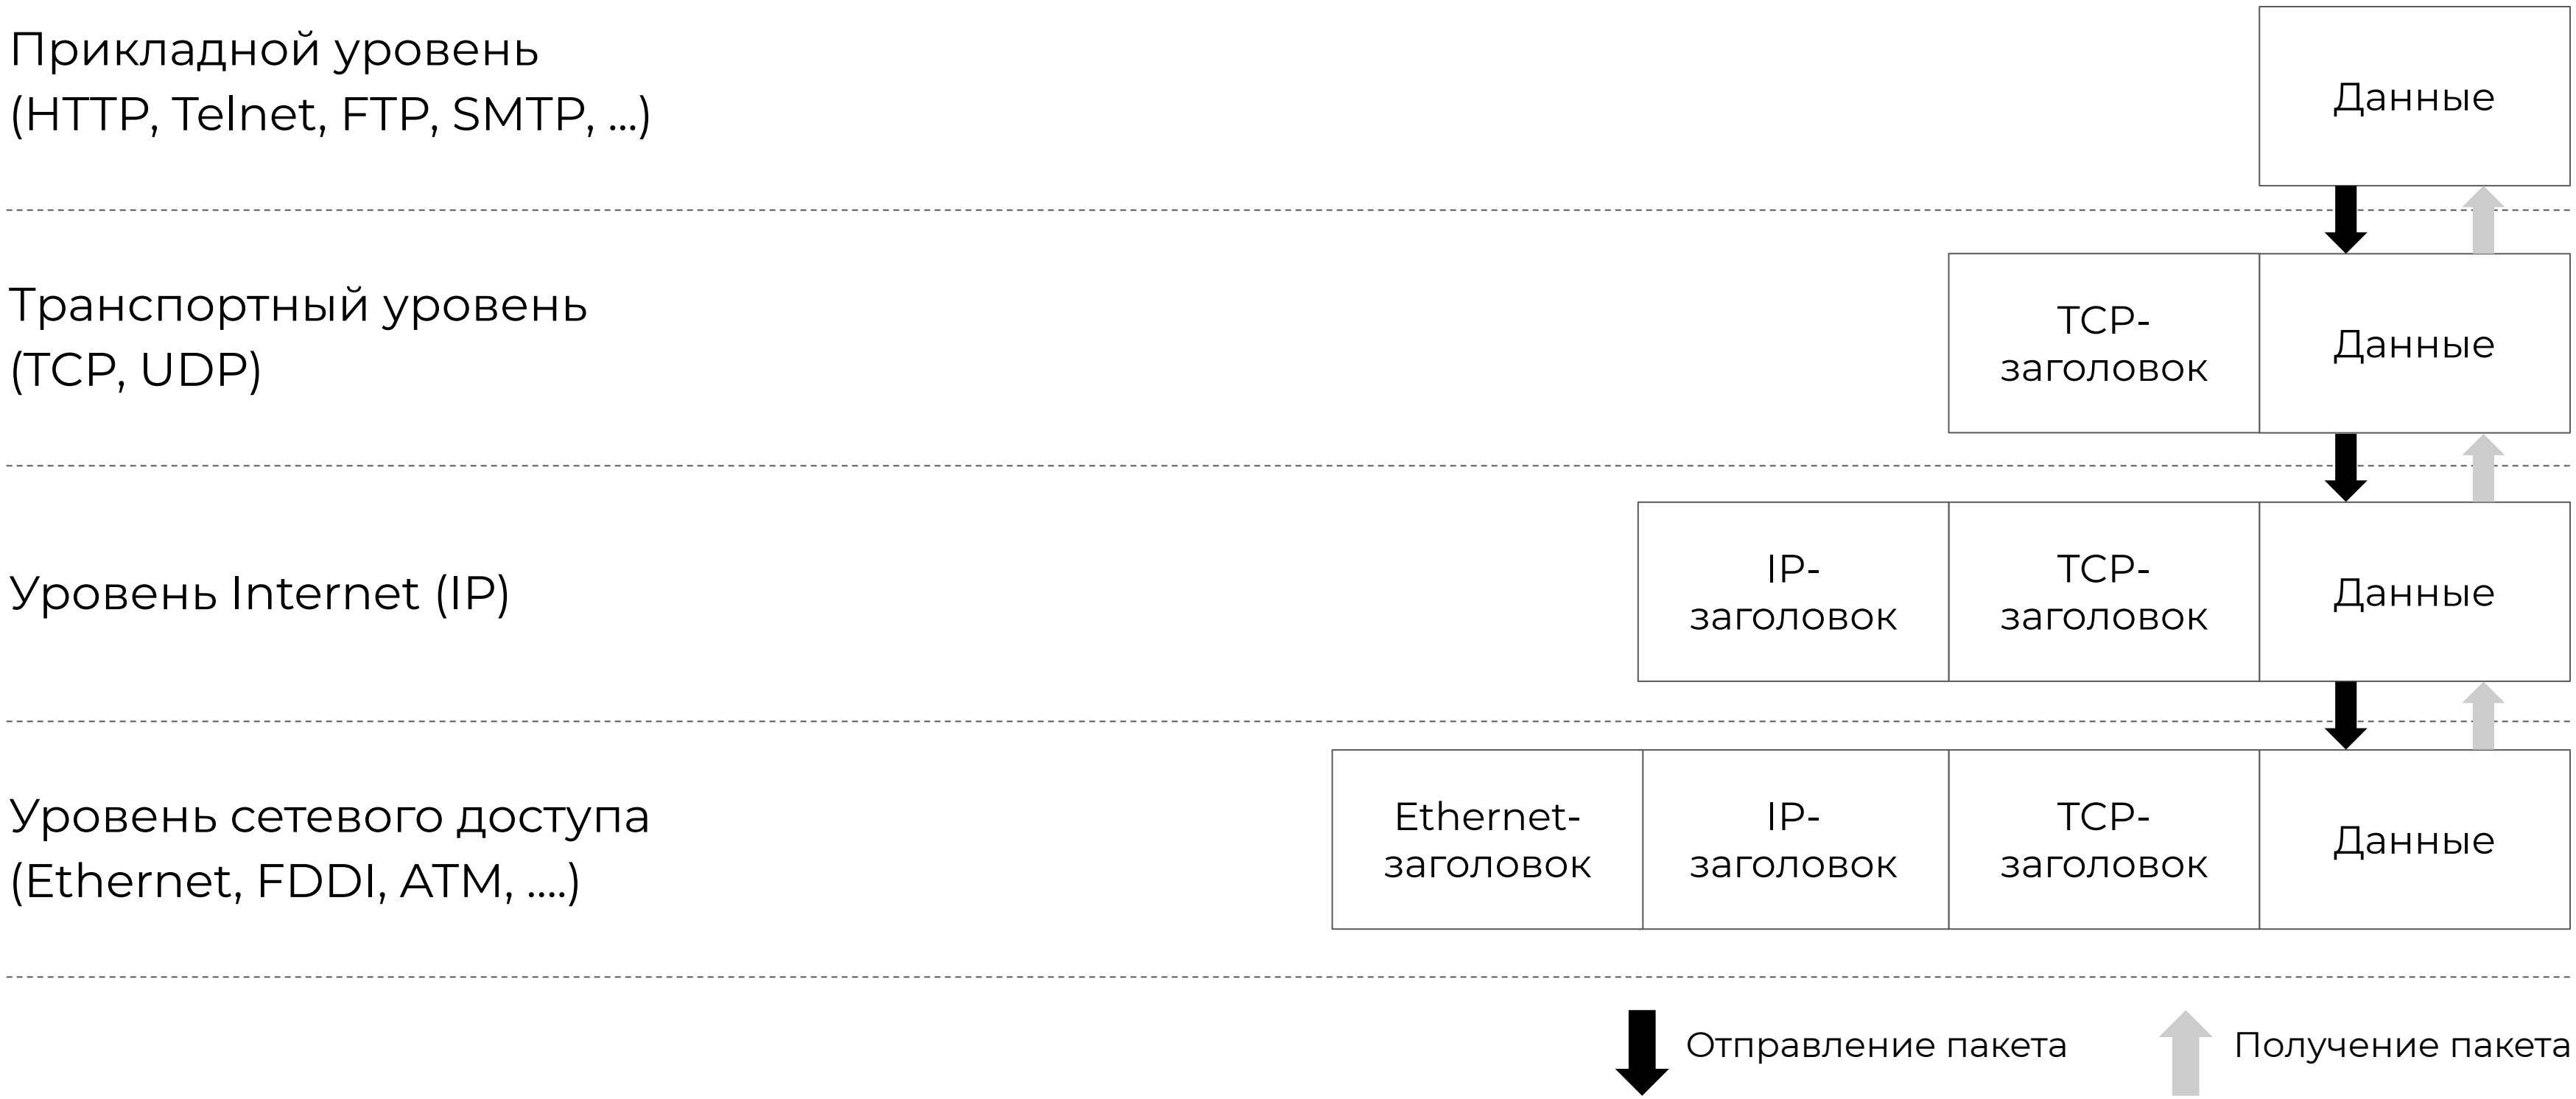 Прикладной уровень
(HTTP, Telnet, FTP, SMTP, ...)
Данные
Транспортный уровень
(TCP, UDP)
TCP-
заголовок
Данные
Уровень Internet (IP)
IP-
заголовок
TCP-
заголовок
Данные
Уровень сетевого доступа
(Ethernet, FDDI, ATM, ....)
Ethernet-
заголовок
IP-
заголовок
TCP-
заголовок
Данные
Отправление пакета
Получение пакета